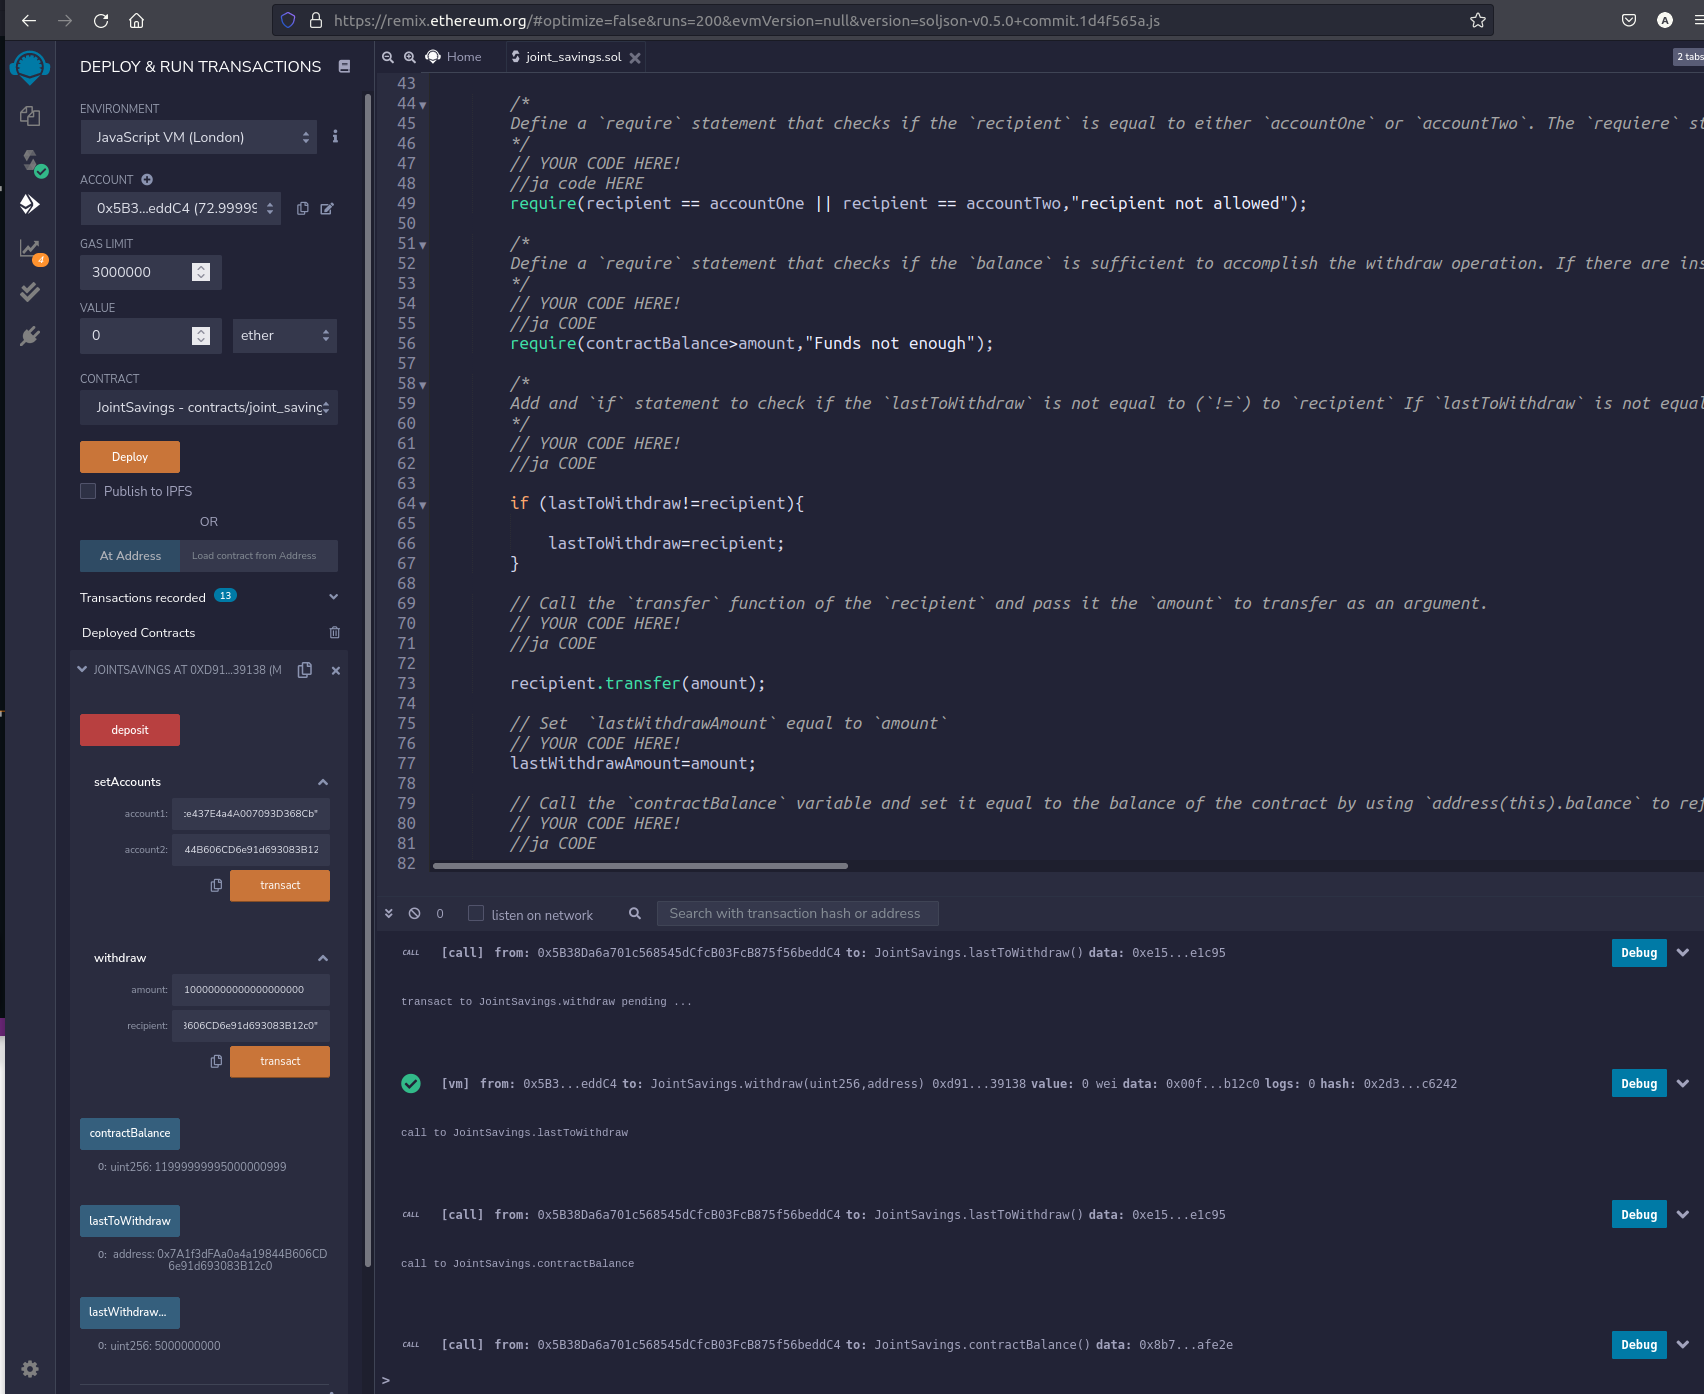 https://remix.ethereum.org/#optimize=false&runs=200&evmVersion=null&version=soljson-v0.5.0+commit.1d4f565a.js
A
DEPLOY & RUN TRANSACTIONS
ENVIRONMENT
JavaScript VM (London)
ACCOUNT
0x5B3...eddC4 (72.99999
GAS LIMIT
3000000
VALUE
0
ether
CONTRACT
JointSavings - contracts/joint_saving
Deploy
Publish to IPFS
OR
At Address
Load contract from Address
Transactions recorded 13
Deployed Contracts
JOINTSAVINGS AT 0XD91...39138 (M
deposit
setAccounts
account1: :e437E4a4A007093D368Cb"
account2: 44B606CD6e91d693083B12
transact
withdraw
amount: 10000000000000000000
recipient: 3606CD6e91d693083B12c0"
transact
contractBalance
0: uint256: 11999999995000000999
lastToWithdraw
0: address: 0x7A1f3dFAa0a4a19844B606CD
6e91d693083B12c0
lastWithdraw...
0: uint256: 5000000000
4
Home
joint_savings.sol
2 tabs
43
44 /*
45 Define a `require` statement that checks if the `recipient` is equal to either `accountOne` or `accountTwo`. The `requiere` st
46 */
47 // YOUR CODE HERE!
48 //ja code HERE
49 require(recipient == accountOne || recipient == accountTwo,"recipient not allowed");
50
51 /*
52 Define a `require` statement that checks if the `balance` is sufficient to accomplish the withdraw operation. If there are ins
53 */
54 // YOUR CODE HERE!
55 //ja CODE
56 require(contractBalance>amount,"Funds not enough");
57
58 /*
59 Add and `if` statement to check if the `lastToWithdraw` is not equal to (`!=`) to `recipient` If `lastToWithdraw` is not equal
60 */
61 // YOUR CODE HERE!
62 //ja CODE
63
64 if (lastToWithdraw!=recipient){
65
66 lastToWithdraw=recipient;
67 }
68
69 // Call the `transfer` function of the `recipient` and pass it the `amount` to transfer as an argument.
70 // YOUR CODE HERE!
71 //ja CODE
72
73 recipient.transfer(amount);
74
75 // Set  `lastWithdrawAmount` equal to `amount`
76 // YOUR CODE HERE!
77 lastWithdrawAmount=amount;
78
79 // Call the `contractBalance` variable and set it equal to the balance of the contract by using `address(this).balance` to ref
80 // YOUR CODE HERE!
81 //ja CODE
82
0
listen on network
Search with transaction hash or address
CALL [call] from: 0x5B38Da6a701c568545dCfcB03FcB875f56beddC4 to: JointSavings.lastToWithdraw() data: 0xe15...e1c95 Debug
transact to JointSavings.withdraw pending ...
[vm] from: 0x5B3...eddC4 to: JointSavings.withdraw(uint256,address) 0xd91...39138 value: 0 wei data: 0x00f...b12c0 logs: 0 hash: 0x2d3...c6242 Debug
call to JointSavings.lastToWithdraw
CALL [call] from: 0x5B38Da6a701c568545dCfcB03FcB875f56beddC4 to: JointSavings.lastToWithdraw() data: 0xe15...e1c95 Debug
call to JointSavings.contractBalance
CALL [call] from: 0x5B38Da6a701c568545dCfcB03FcB875f56beddC4 to: JointSavings.contractBalance() data: 0x8b7...afe2e Debug
>